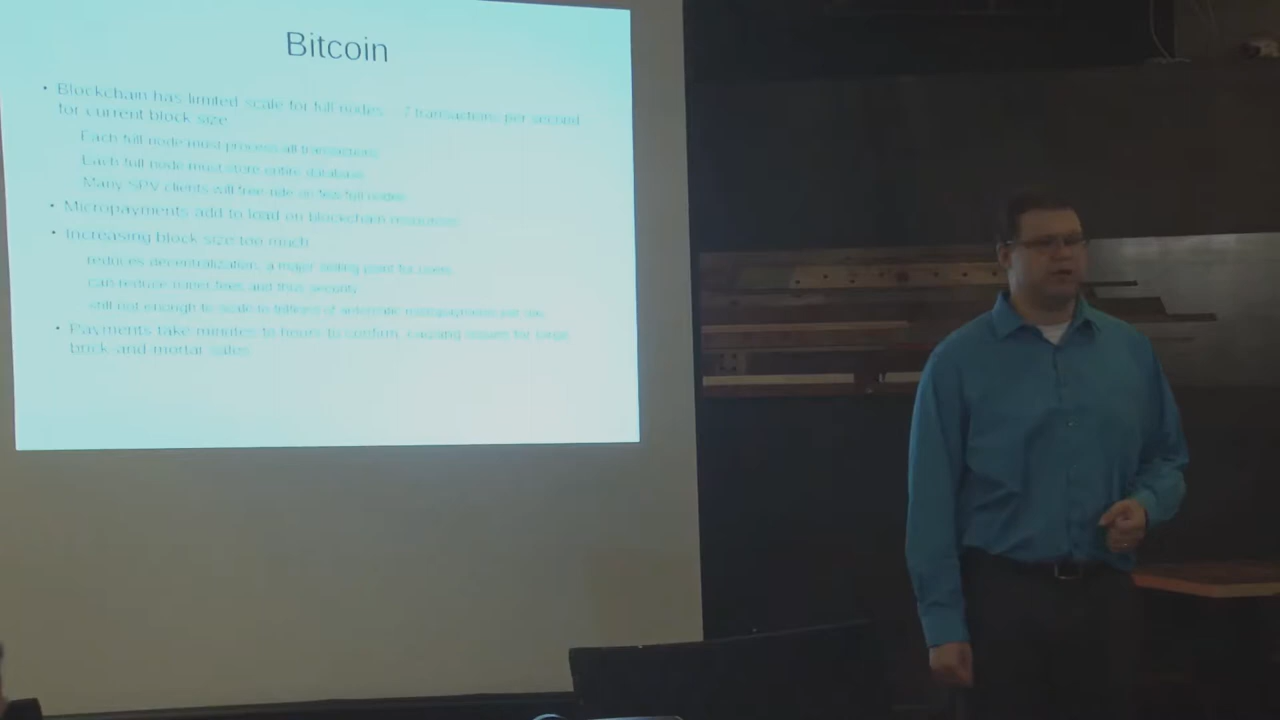 Bitcoin
Blockchain has limited scale for full nodes - 7 transactions per second
for current block size
Each full node must process all transactions
Each full node must store entire database
Many SPV clients will free ride on few full nodes
Micropayments add to load on blockchain resources
Increasing block size too much
reduces decentralization, a major selling point for users
can reduce miner fees and thus security
still not enough to scale to billions of automatic micropayments per
Payments take minutes to hours to confirm, causing issues for large
brick-and-mortar sales